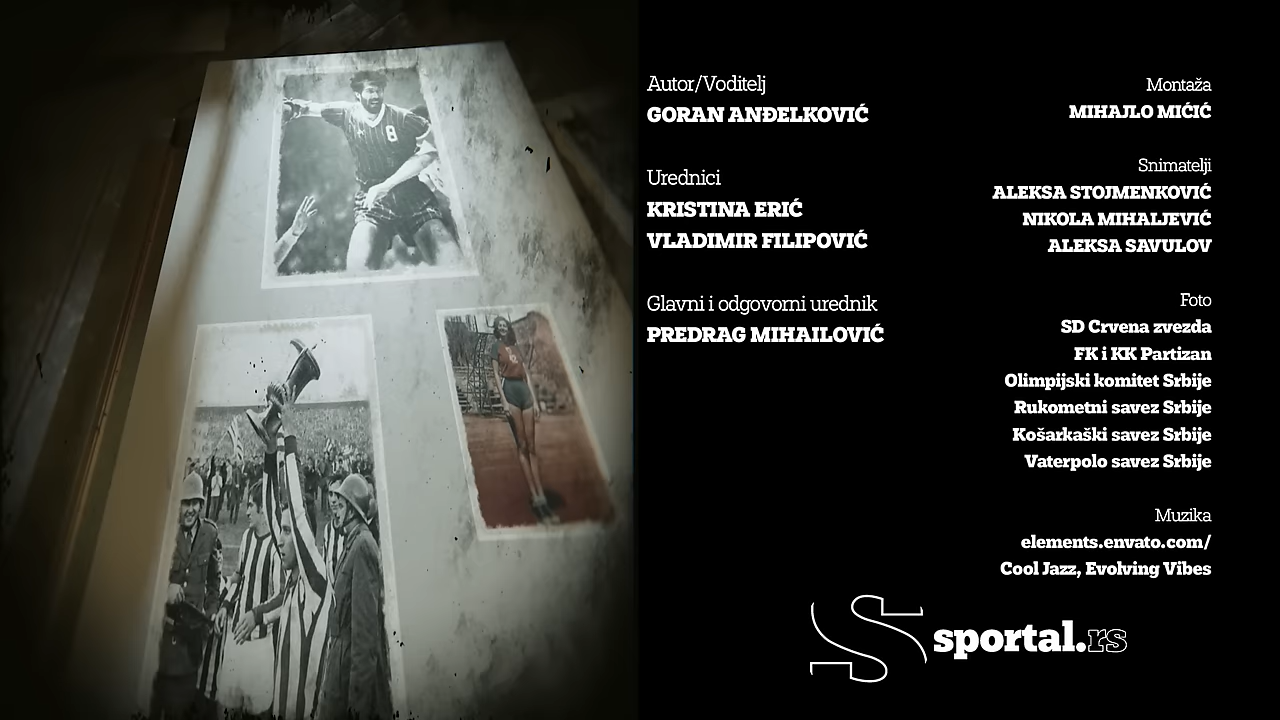 8
Autor/Voditelj
GORAN ANĐELKOVIĆ
Urednici
KRISTINA ERIĆ
VLADIMIR FILIPOVIĆ
Glavni i odgovorni urednik
PREDRAG MIHAILOVIĆ
Montaža
MIHAJLO MIĆIĆ
Snimatelji
ALEKSA STOJMENKOVIĆ
NIKOLA MIHALJEVIĆ
ALEKSA SAVULOV
Foto
SD Crvena zvezda
FK i KK Partizan
Olimpijski komitet Srbije
Rukometni savez Srbije
Košarkaški savez Srbije
Vaterpolo savez Srbije
Muzika
elements.envato.com/
Cool Jazz, Evolving Vibes
S sportal.rs